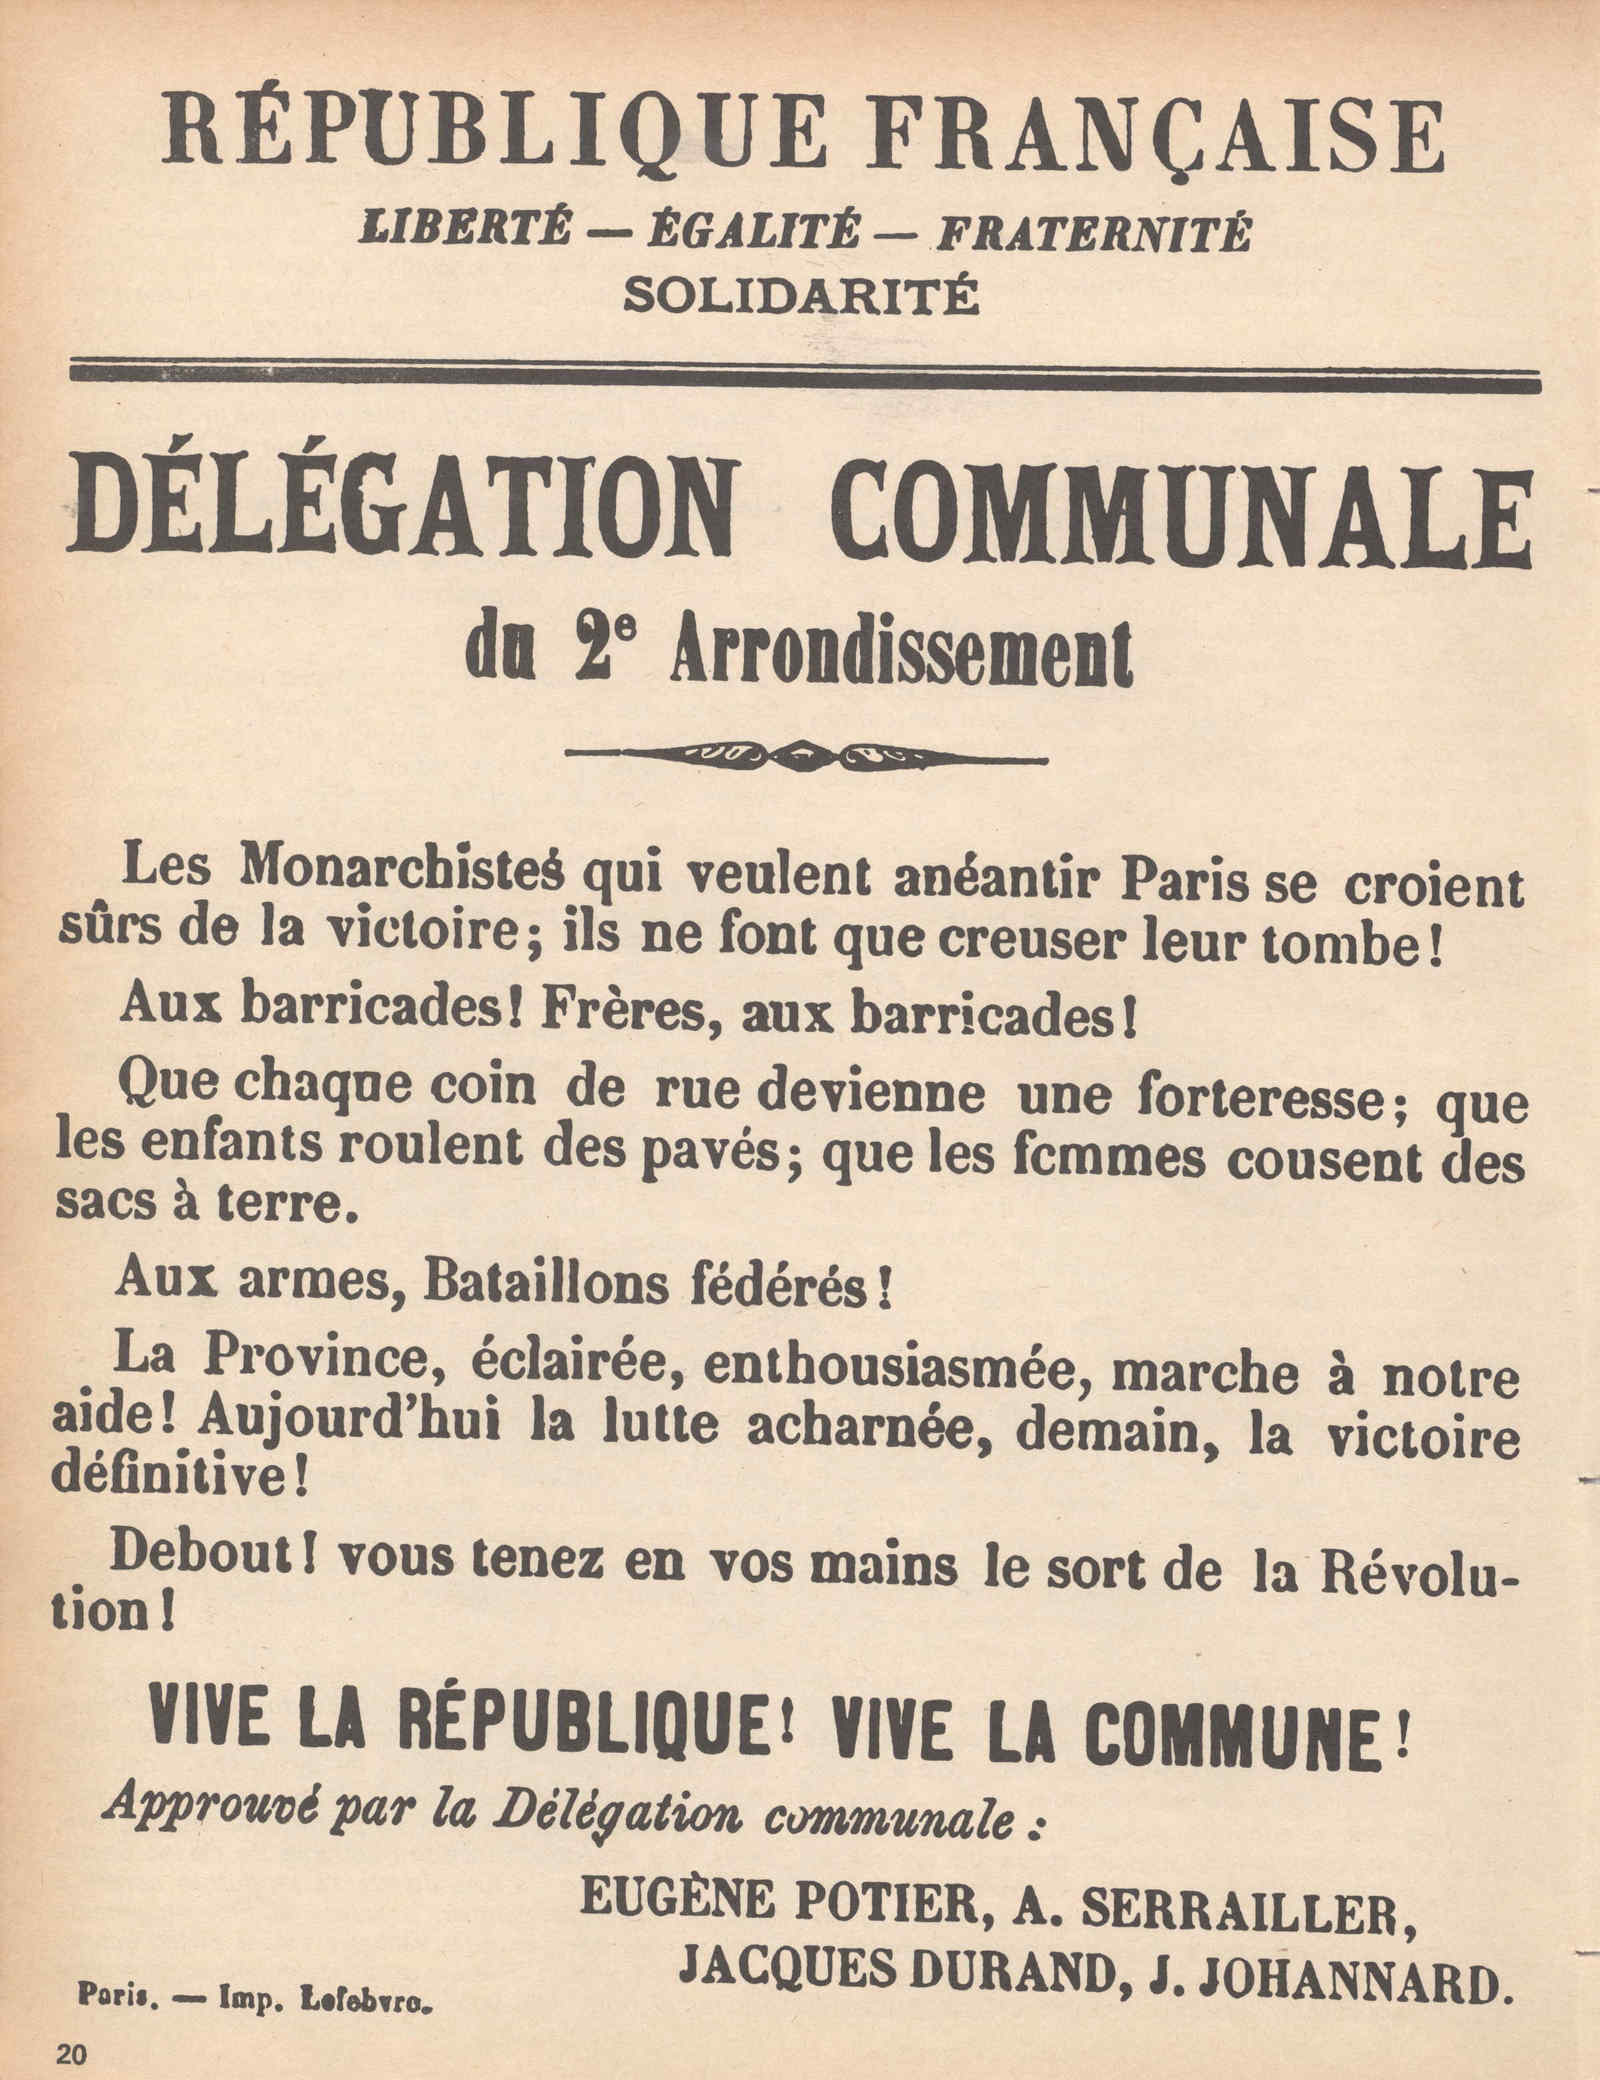 RÉPUBLIQUE FRANÇAISE
LIBERTÉ — ÉGALITÉ — FRATERNITÉ
SOLIDARITÉ
DÉLÉGATION COMMUNALE
du 2e Arrondissement
Les Monarchistes qui veulent anéantir Paris se croient
sûrs de la victoire; ils ne font que creuser leur tombe!
Aux barricades! Frères, aux barricades!
Que chaque coin de rue devienne une forteresse; que
les enfants roulent des pavés; que les femmes cousent des
sacs à terre.
Aux armes, Bataillons fédérés!
La Province, éclairée, enthousiasmée, marche à notre
aide! Aujourd'hui la lutte acharnée, demain, la victoire
définitive!
Debout! vous tenez en vos mains le sort de la Révolu-
tion!
VIVE LA RÉPUBLIQUE! VIVE LA COMMUNE!
Approuvé par la Délégation communale :
EUGÈNE POTIER, A. SERRAILLER,
JACQUES DURAND, J. JOHANNARD.
Paris. — Imp. Lefebvre.
20